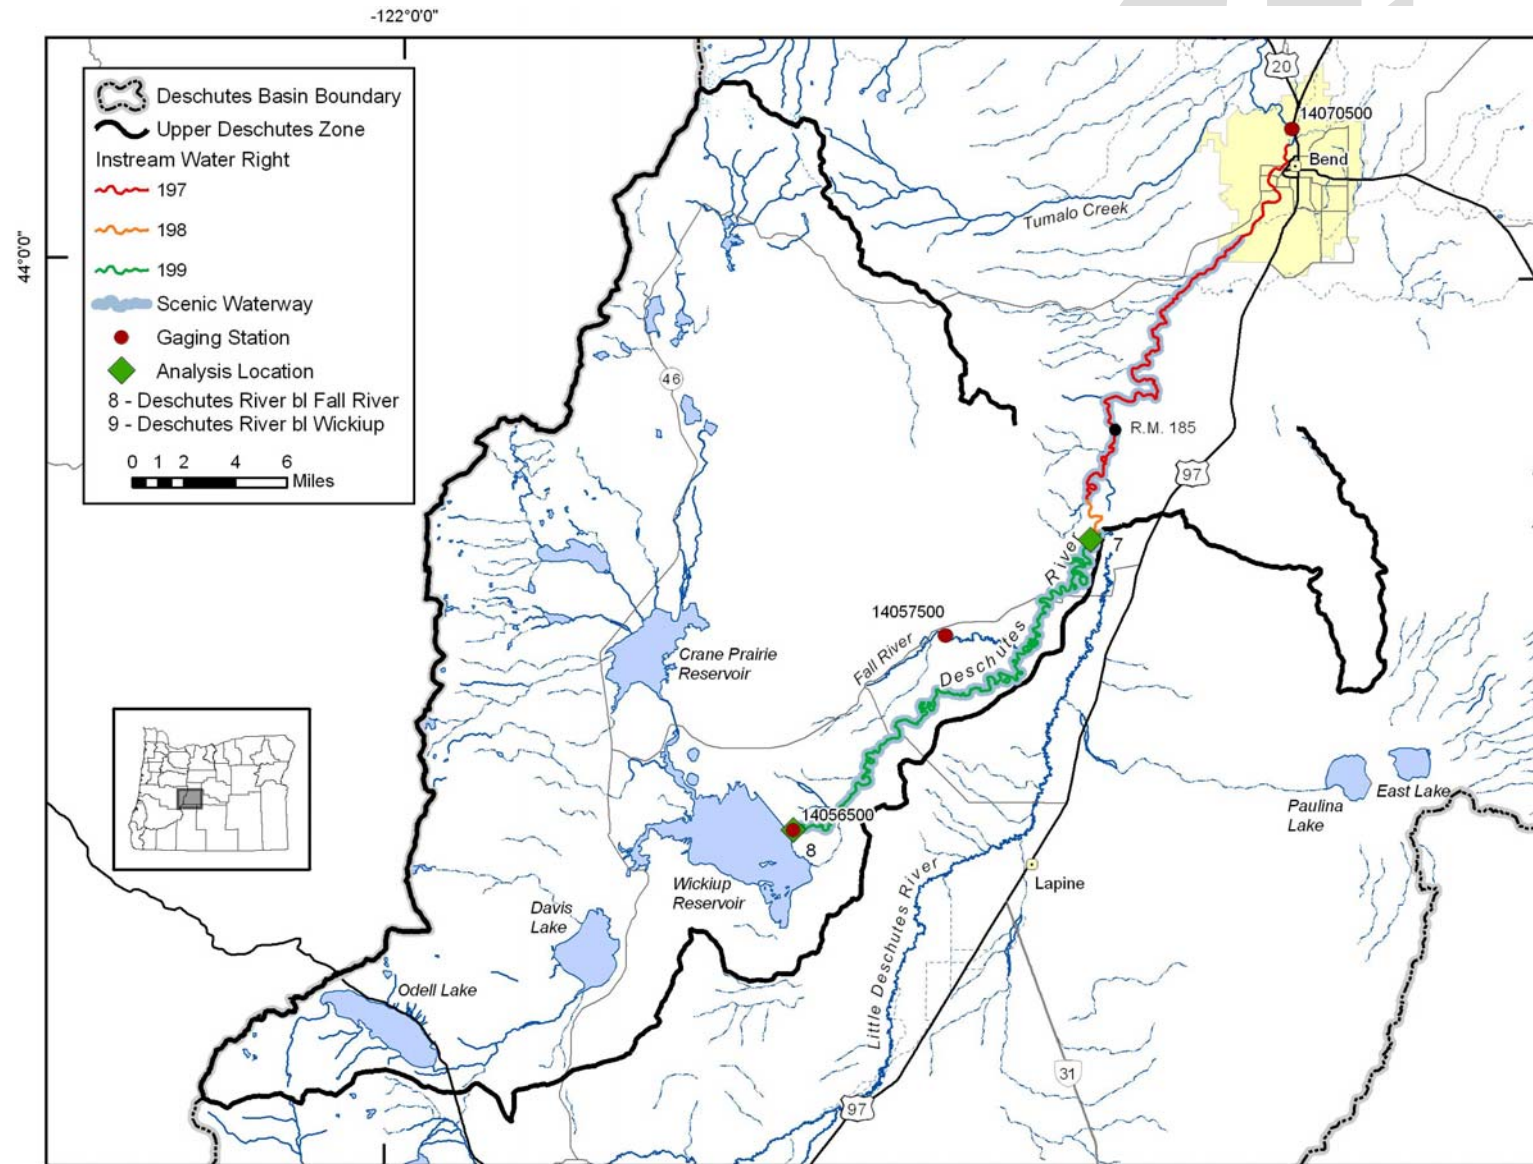 -122°0'0"
44°0'0"
Deschutes Basin Boundary
Upper Deschutes Zone
Instream Water Right
197
198
199
Scenic Waterway
Gaging Station
Analysis Location
8 - Deschutes River bl Fall River
9 - Deschutes River bl Wickiup
0 1 2 4 6
Miles
20
14070500
Bend
Tumalo Creek
46
R.M. 185
97
7
River
Deschutes
14057500
Fall River
Crane Prairie
Reservoir
14056500
8
Wickiup
Reservoir
Davis
Lake
Odell Lake
Little Deschutes River
Lapine
Paulina
Lake
East Lake
31
97